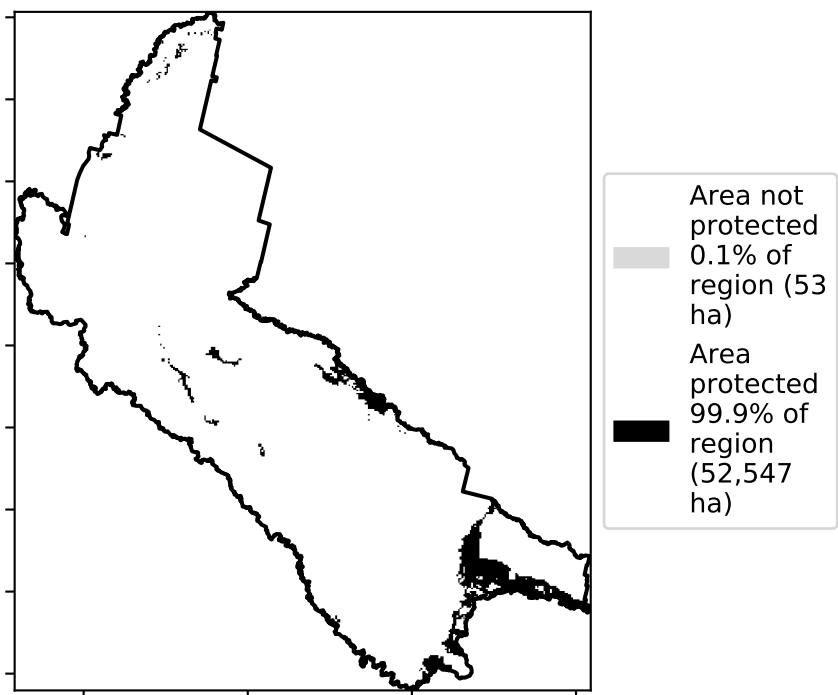 Area not
protected
0.1% of
region (53
ha)
Area
protected
99.9% of
region
(52,547
ha)